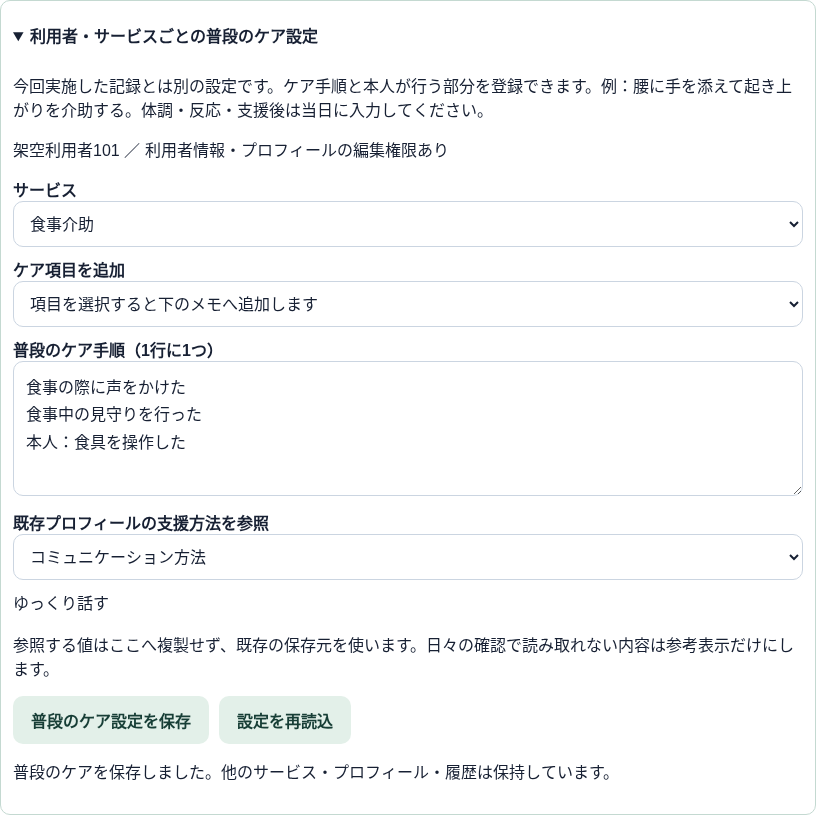 ▼ 利用者・サービスごとの普段のケア設定
今回実施した記録とは別の設定です。ケア手順と本人が行う部分を登録できます。例：腰に手を添えて起き上
がりを介助する。体調・反応・支援後は当日に入力してください。
架空利用者101 ／ 利用者情報・プロフィールの編集権限あり
サービス
食事介助
ケア項目を追加
項目を選択すると下のメモへ追加します
普段のケア手順（1行に1つ）
食事の際に声をかけた
食事中の見守りを行った
本人：食具を操作した
既存プロフィールの支援方法を参照
コミュニケーション方法
ゆっくり話す
参照する値はここへ複製せず、既存の保存元を使います。日々の確認で読み取れない内容は参考表示だけにし
ます。
普段のケア設定を保存 設定を再読込
普段のケアを保存しました。他のサービス・プロフィール・履歴は保持しています。